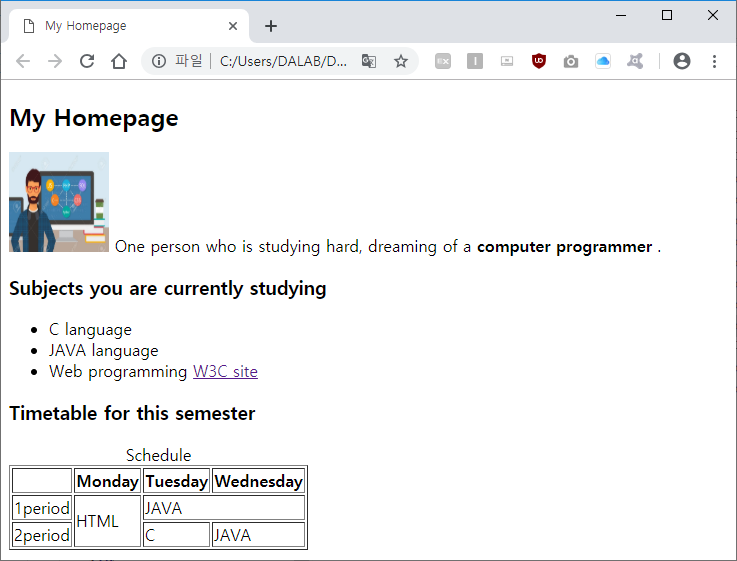 My Homepage
파일 | C:/Users/DALAB/D...
My Homepage
One person who is studying hard, dreaming of a computer programmer .
Subjects you are currently studying
• C language
• JAVA language
• Web programming W3C site
Timetable for this semester
Schedule
Monday Tuesday Wednesday
1period HTML JAVA
2period C JAVA